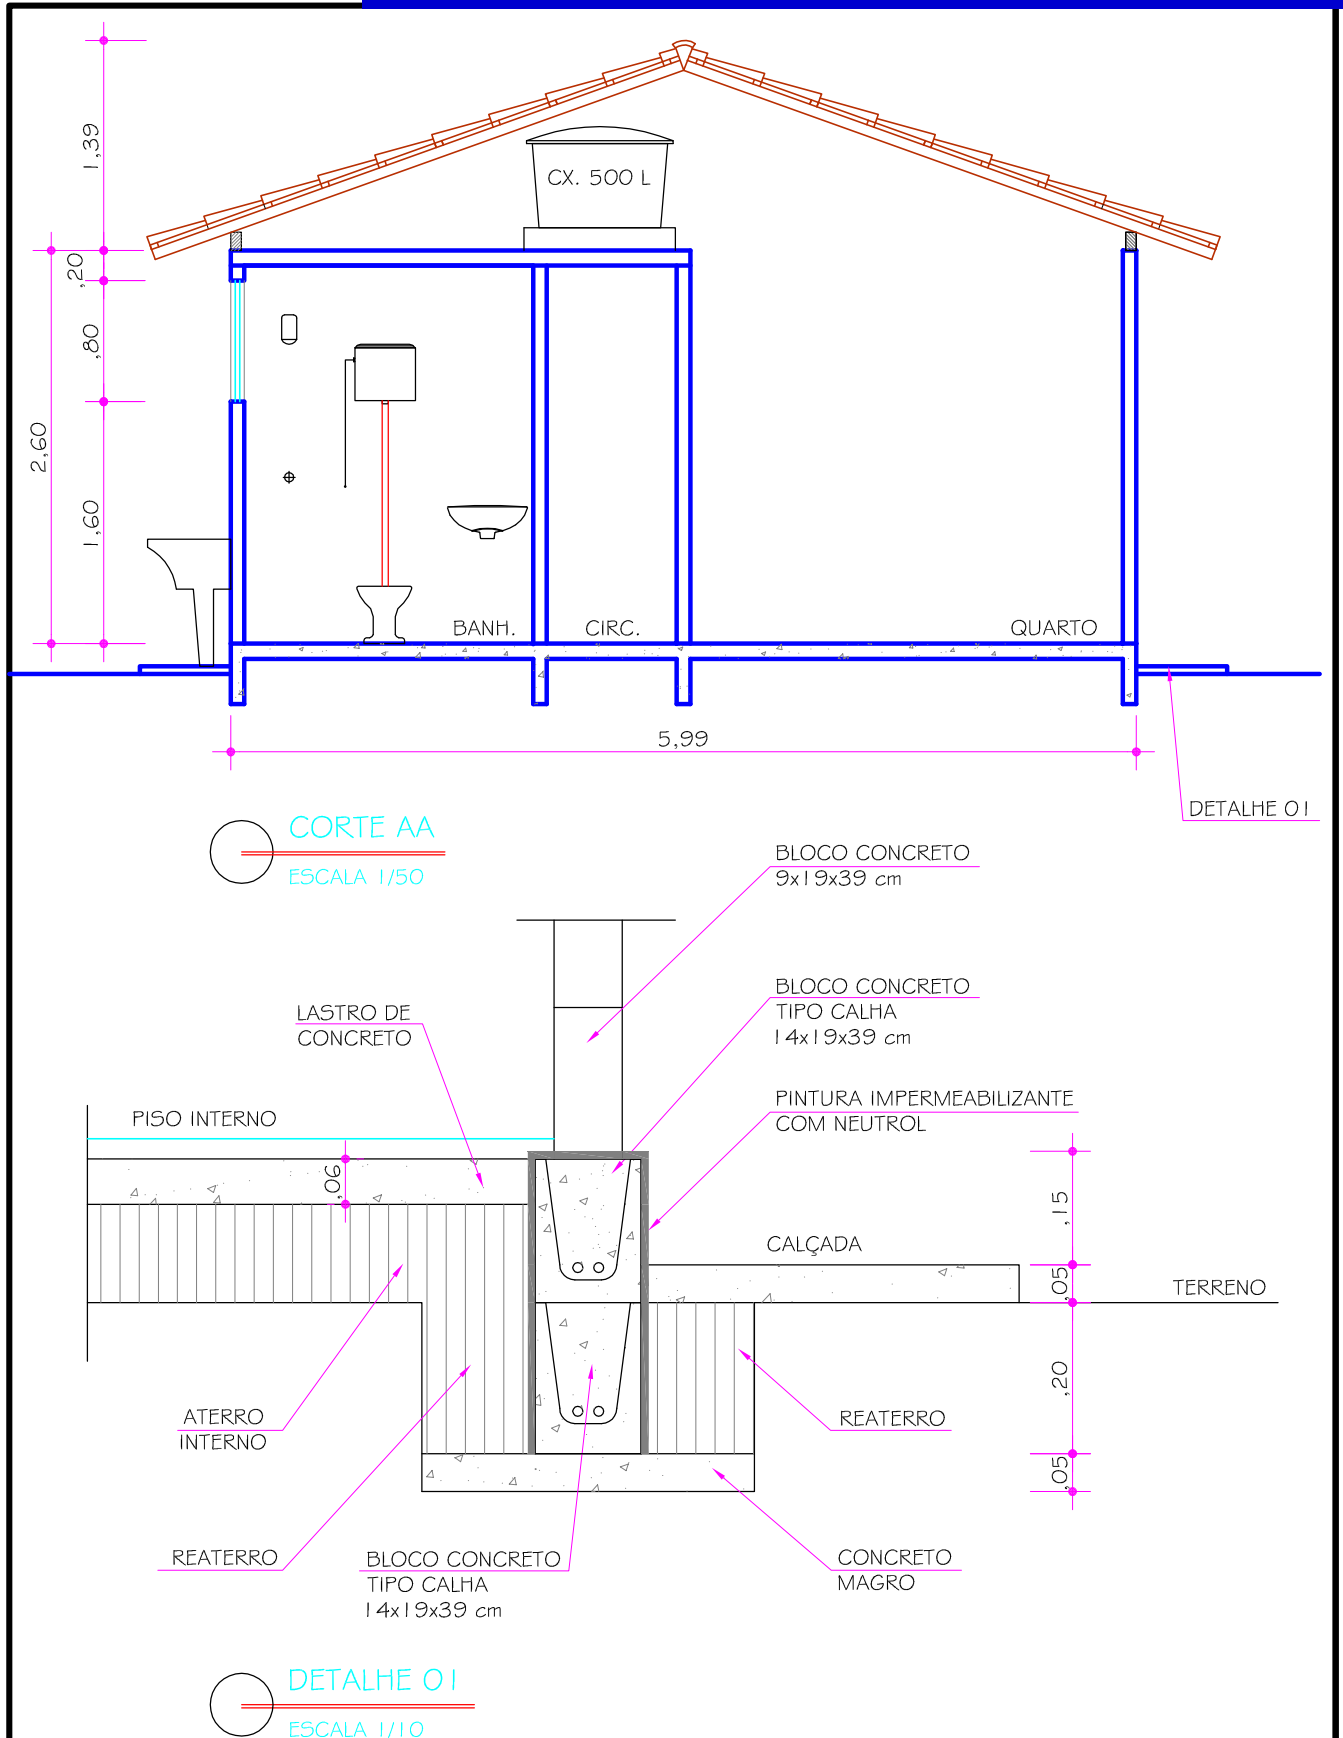 1,39
CX. 500 L
,20
,80
2,60
1,60
BANH.
CIRC.
QUARTO
5,99
DETALHE 01
CORTE AA
ESCALA 1/50
BLOCO CONCRETO
9x19x39 cm
BLOCO CONCRETO
TIPO CALHA
14x19x39 cm
LASTRO DE
CONCRETO
PINTURA IMPERMEABILIZANTE
COM NEUTROL
PISO INTERNO
,06
,15
CALÇADA
,05
TERRENO
,20
ATERRO
INTERNO
REATERRO
,05
REATERRO
BLOCO CONCRETO
TIPO CALHA
14x19x39 cm
CONCRETO
MAGRO
DETALHE 01
ESCALA 1/10